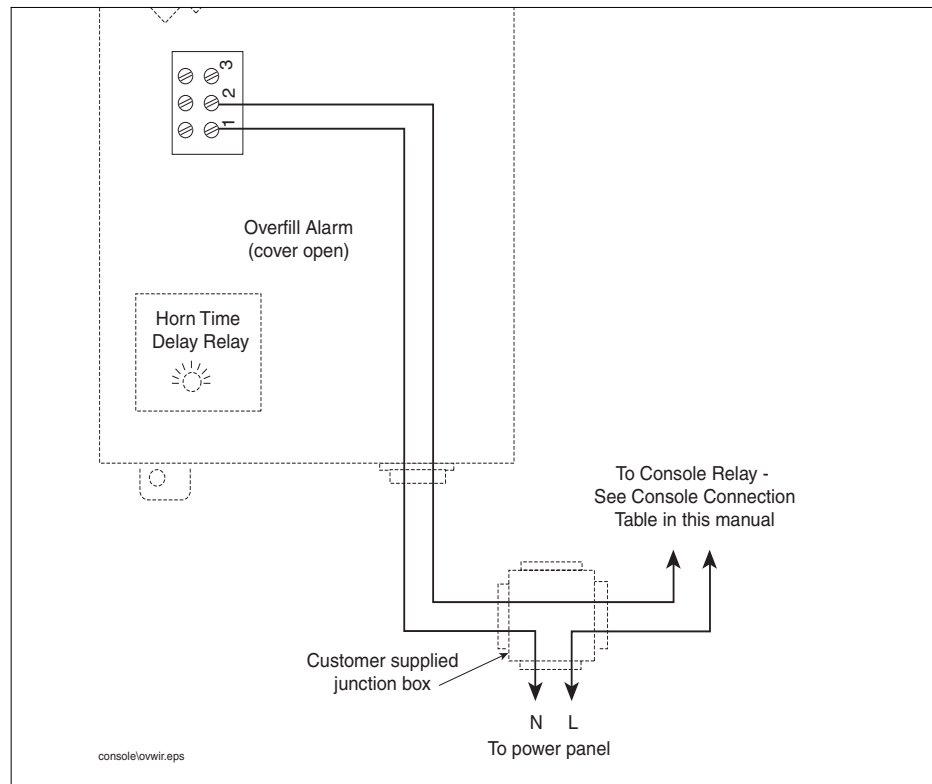 3
2
1
Overfill Alarm
(cover open)
Horn Time
Delay Relay
To Console Relay -
See Console Connection
Table in this manual
Customer supplied
junction box
N L
To power panel
console\ovwir.eps